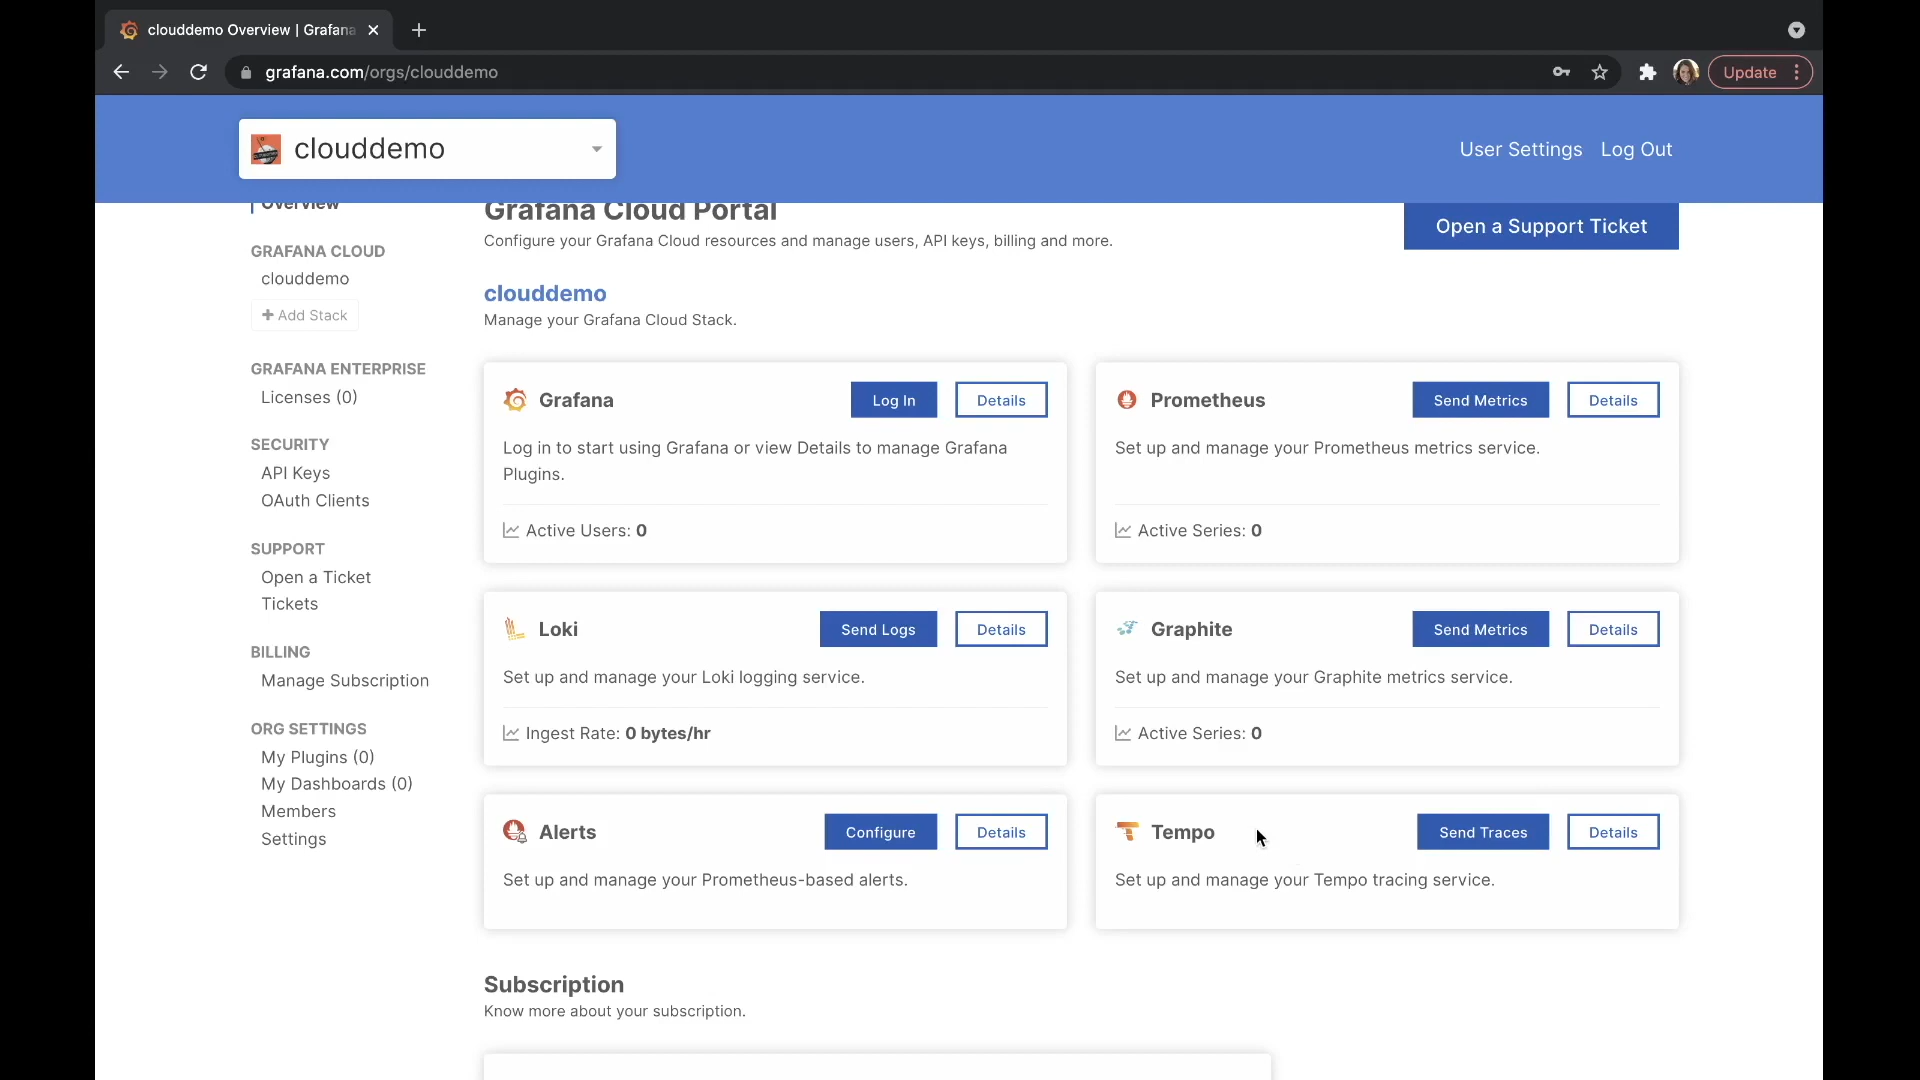 clouddemo Overview | Grafana
grafana.com/orgs/clouddemo
Update
clouddemo
User Settings Log Out
Overview
Grafana Cloud Portal
Configure your Grafana Cloud resources and manage users, API keys, billing and more.
Open a Support Ticket
GRAFANA CLOUD
clouddemo
+ Add Stack
GRAFANA ENTERPRISE
Licenses (0)
SECURITY
API Keys
OAuth Clients
SUPPORT
Open a Ticket
Tickets
BILLING
Manage Subscription
ORG SETTINGS
My Plugins (0)
My Dashboards (0)
Members
Settings
clouddemo
Manage your Grafana Cloud Stack.
Grafana Log In Details
Log in to start using Grafana or view Details to manage Grafana
Plugins.
Active Users: 0
Prometheus Send Metrics Details
Set up and manage your Prometheus metrics service.
Active Series: 0
Loki Send Logs Details
Set up and manage your Loki logging service.
Ingest Rate: 0 bytes/hr
Graphite Send Metrics Details
Set up and manage your Graphite metrics service.
Active Series: 0
Alerts Configure Details
Set up and manage your Prometheus-based alerts.
Tempo Send Traces Details
Set up and manage your Tempo tracing service.
Subscription
Know more about your subscription.